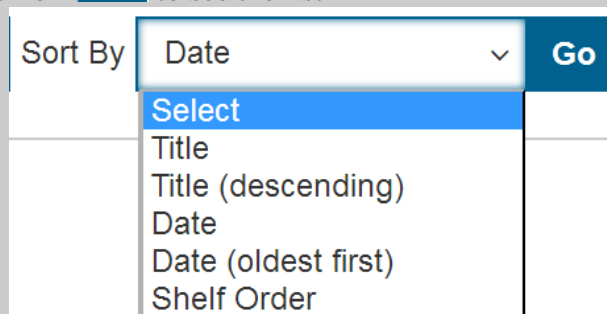 Sort By Date Go
Select
Title
Title (descending)
Date
Date (oldest first)
Shelf Order